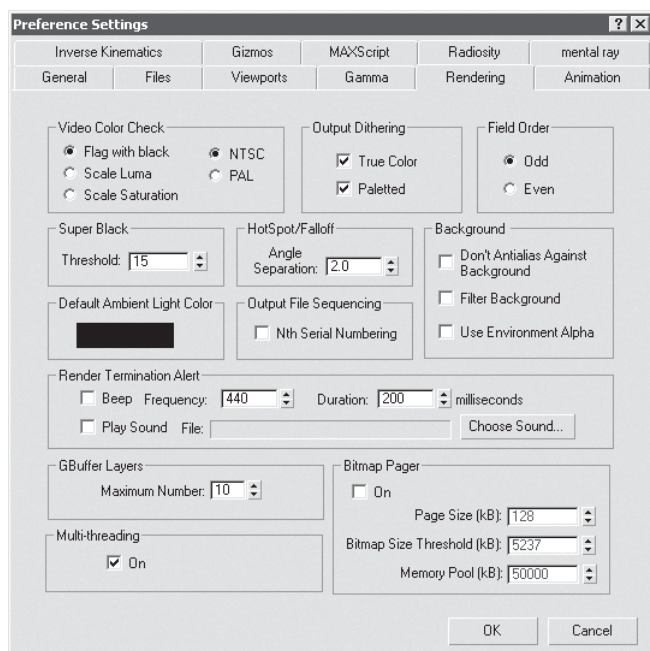 Preference Settings
Inverse Kinematics Gizmos MAXScript Radiosity mental ray
General Files Viewports Gamma Rendering Animation
Video Color Check
Flag with black
Scale Luma
Scale Saturation
NTSC
PAL
Output Dithering
True Color
Paletted
Field Order
Odd
Even
Super Black
Threshold: 15
HotSpot/Falloff
Angle
Separation: 2.0
Background
Don't Antialias Against
Background
Filter Background
Use Environment Alpha
Default Ambient Light Color
Output File Sequencing
Nth Serial Numbering
Render Termination Alert
Beep Frequency: 440 Duration: 200 milliseconds
Play Sound File: Choose Sound...
GBuffer Layers
Maximum Number: 10
Multi-threading
On
Bitmap Pager
On
Page Size (kB): 128
Bitmap Size Threshold (kB): 5237
Memory Pool (kB): 50000
OK Cancel